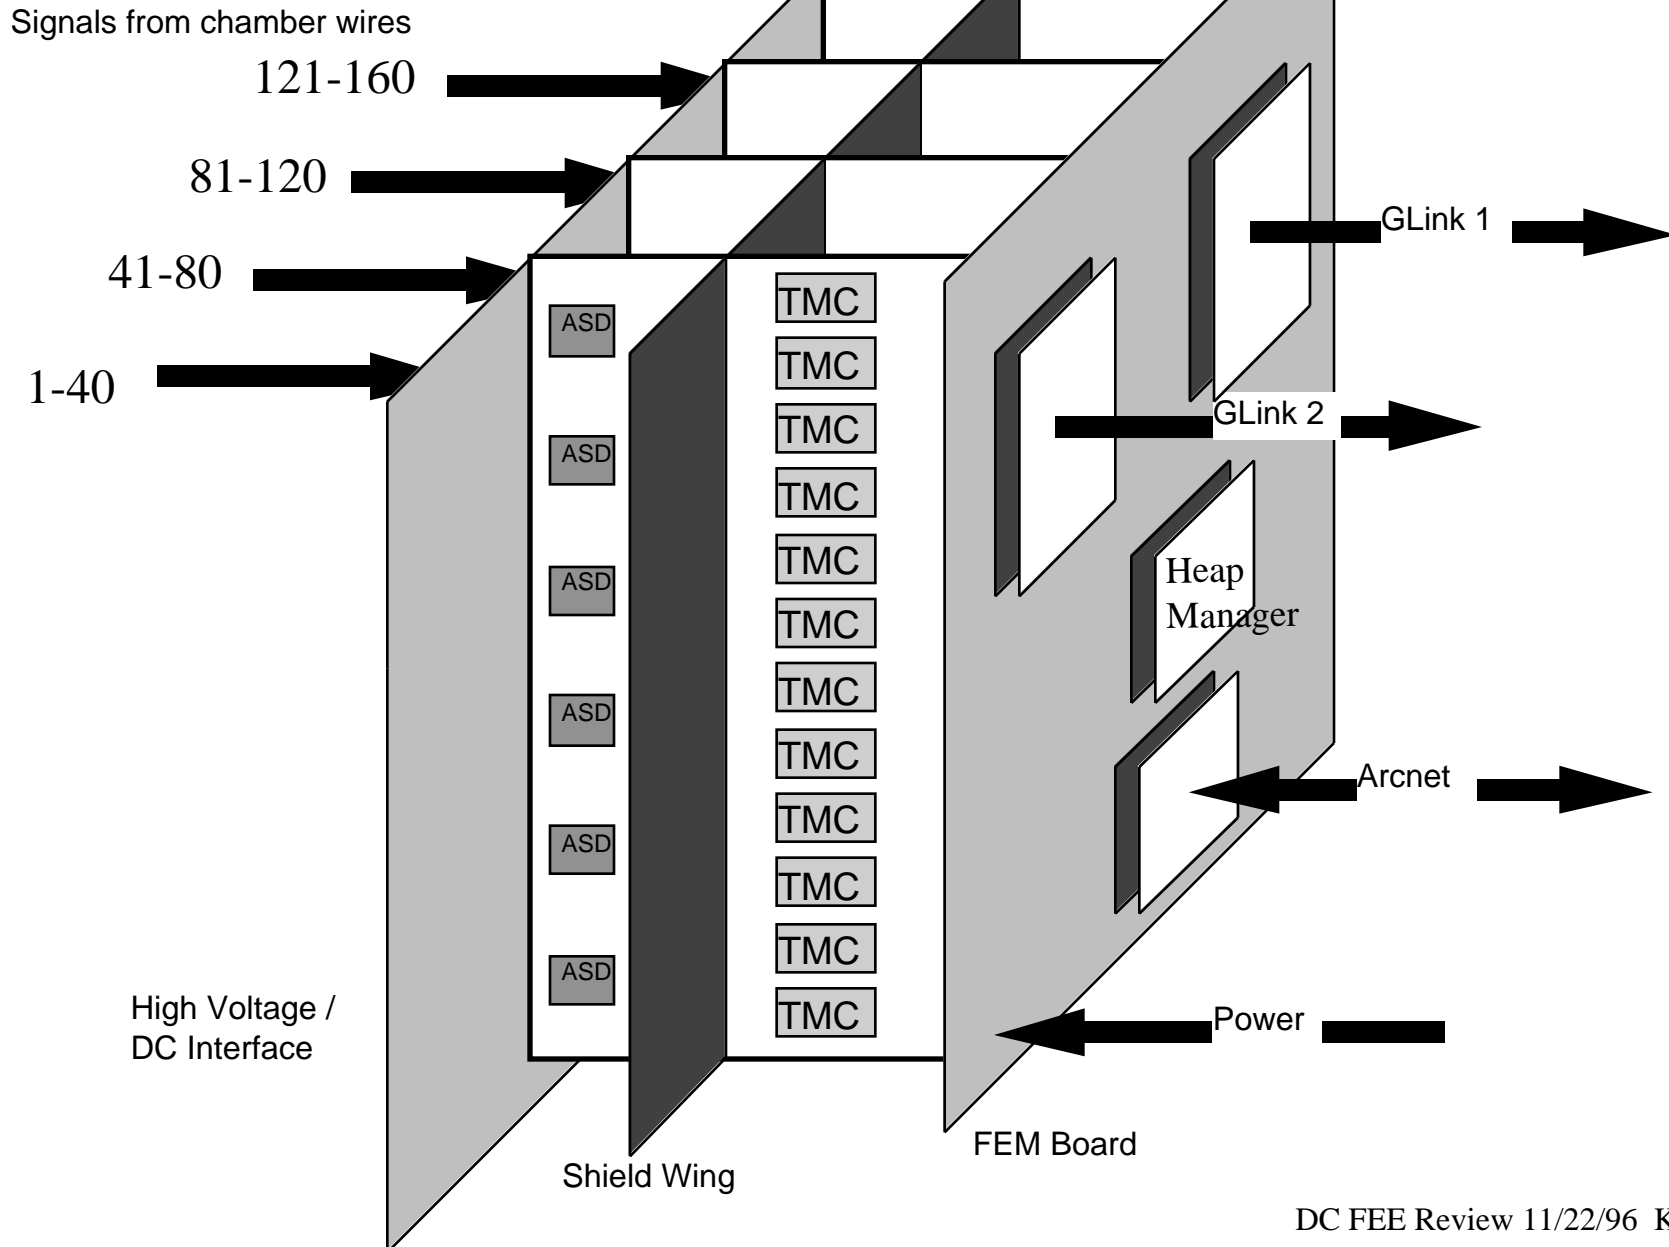 Signals from chamber wires
121-160
81-120
41-80
1-40
GLink 1
GLink 2
ASD
ASD
ASD
ASD
ASD
ASD
TMC
TMC
TMC
TMC
TMC
TMC
TMC
TMC
TMC
TMC
TMC
TMC
Heap
Manager
Arcnet
Power
High Voltage /
DC Interface
Shield Wing
FEM Board
DC FEE Review 11/22/96 K